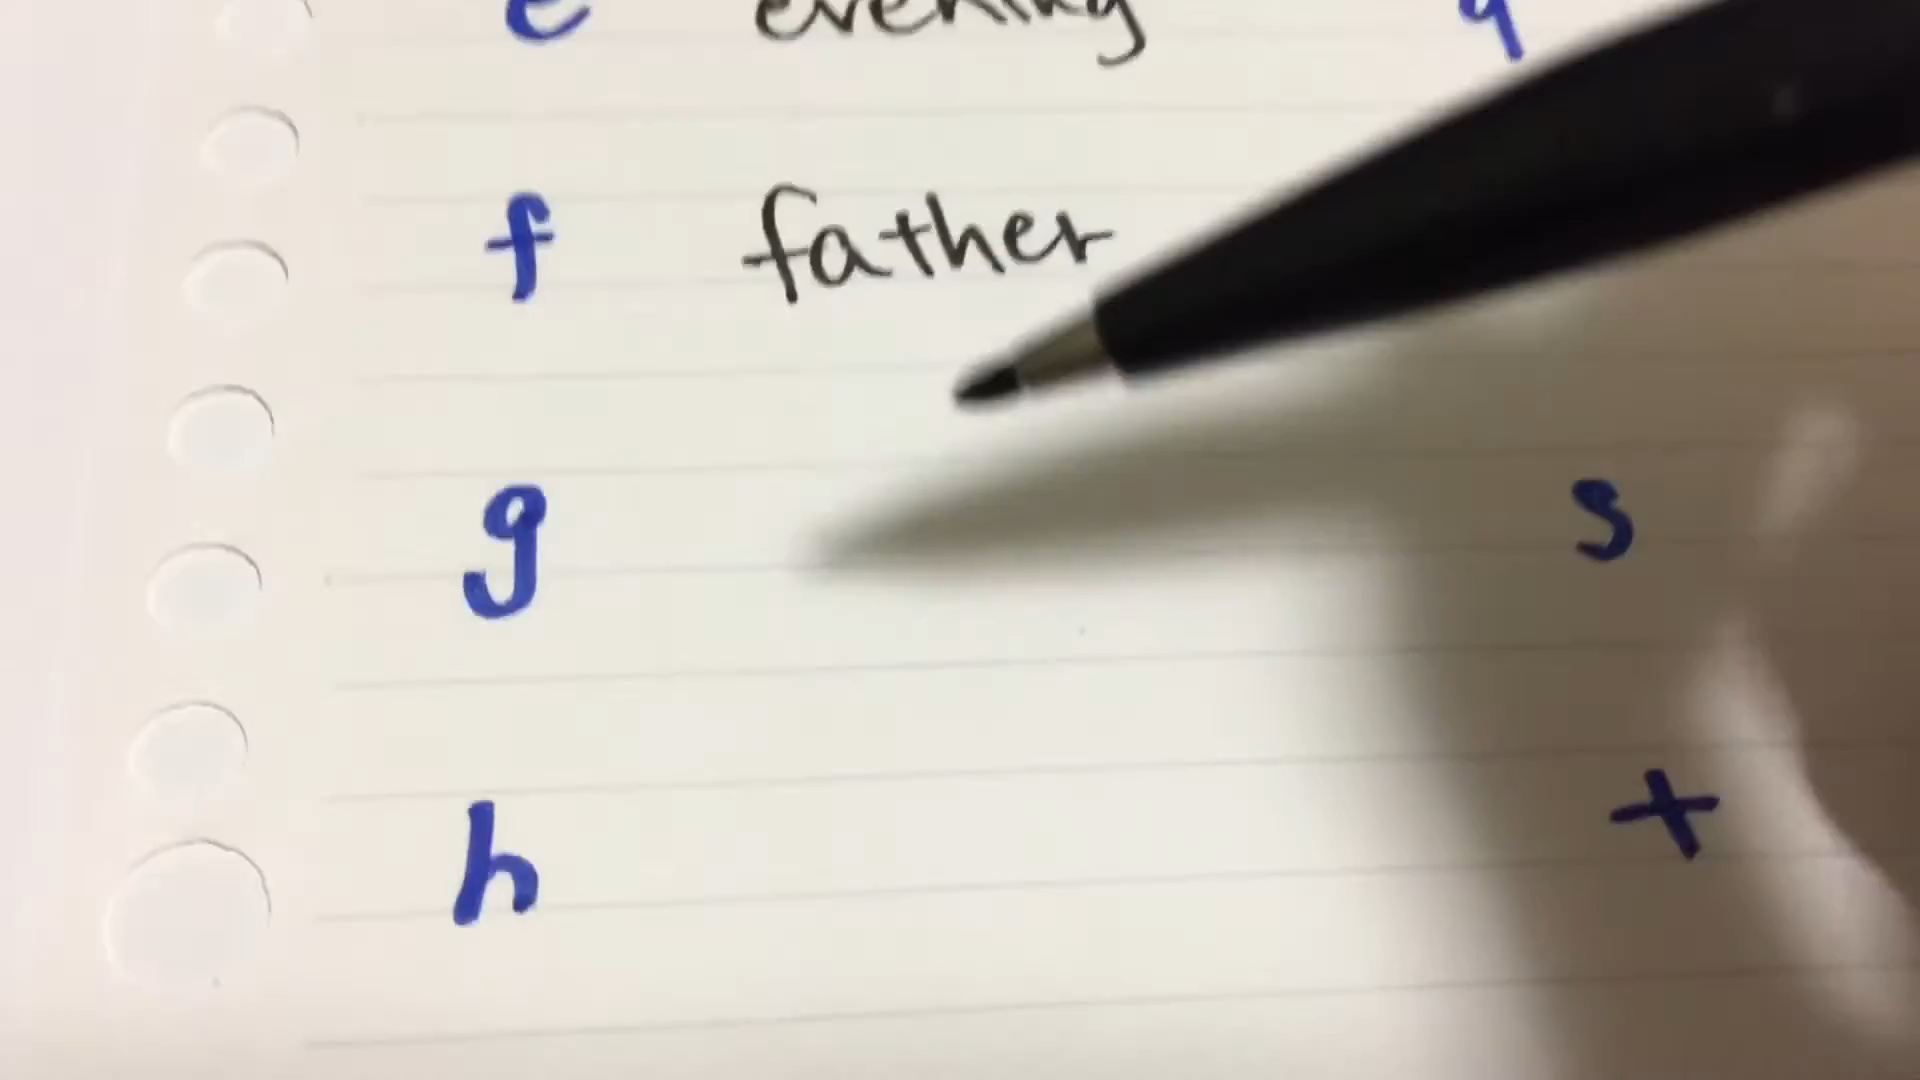 e evening q
f father
g s
h t